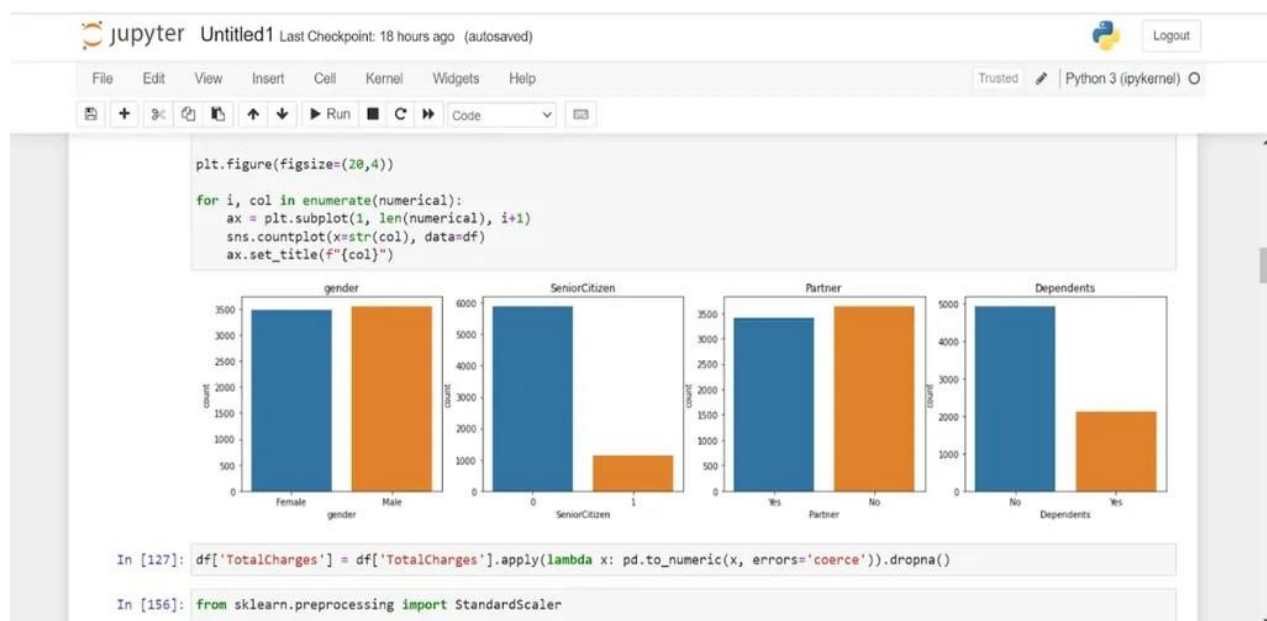 jupyter Untitled1 Last Checkpoint: 18 hours ago (autosaved) Logout
File Edit View Insert Cell Kernel Widgets Help Trusted Python 3 (ipykernel)
Run Code
plt.figure(figsize=(20,4))
for i, col in enumerate(numerical):
    ax = plt.subplot(1, len(numerical), i+1)
    sns.countplot(x=str(col), data=df)
    ax.set_title(f"{col}")
gender
3500
3000
2500
2000
1500
1000
500
0
count
Female Male
gender
SeniorCitizen
6000
5000
4000
3000
2000
1000
0
count
0 1
SeniorCitizen
Partner
3500
3000
2500
2000
1500
1000
500
0
count
Yes No
Partner
Dependents
5000
4000
3000
2000
1000
0
count
No Yes
Dependents
In [127]: df['TotalCharges'] = df['TotalCharges'].apply(lambda x: pd.to_numeric(x, errors='coerce')).dropna()
In [156]: from sklearn.preprocessing import StandardScaler